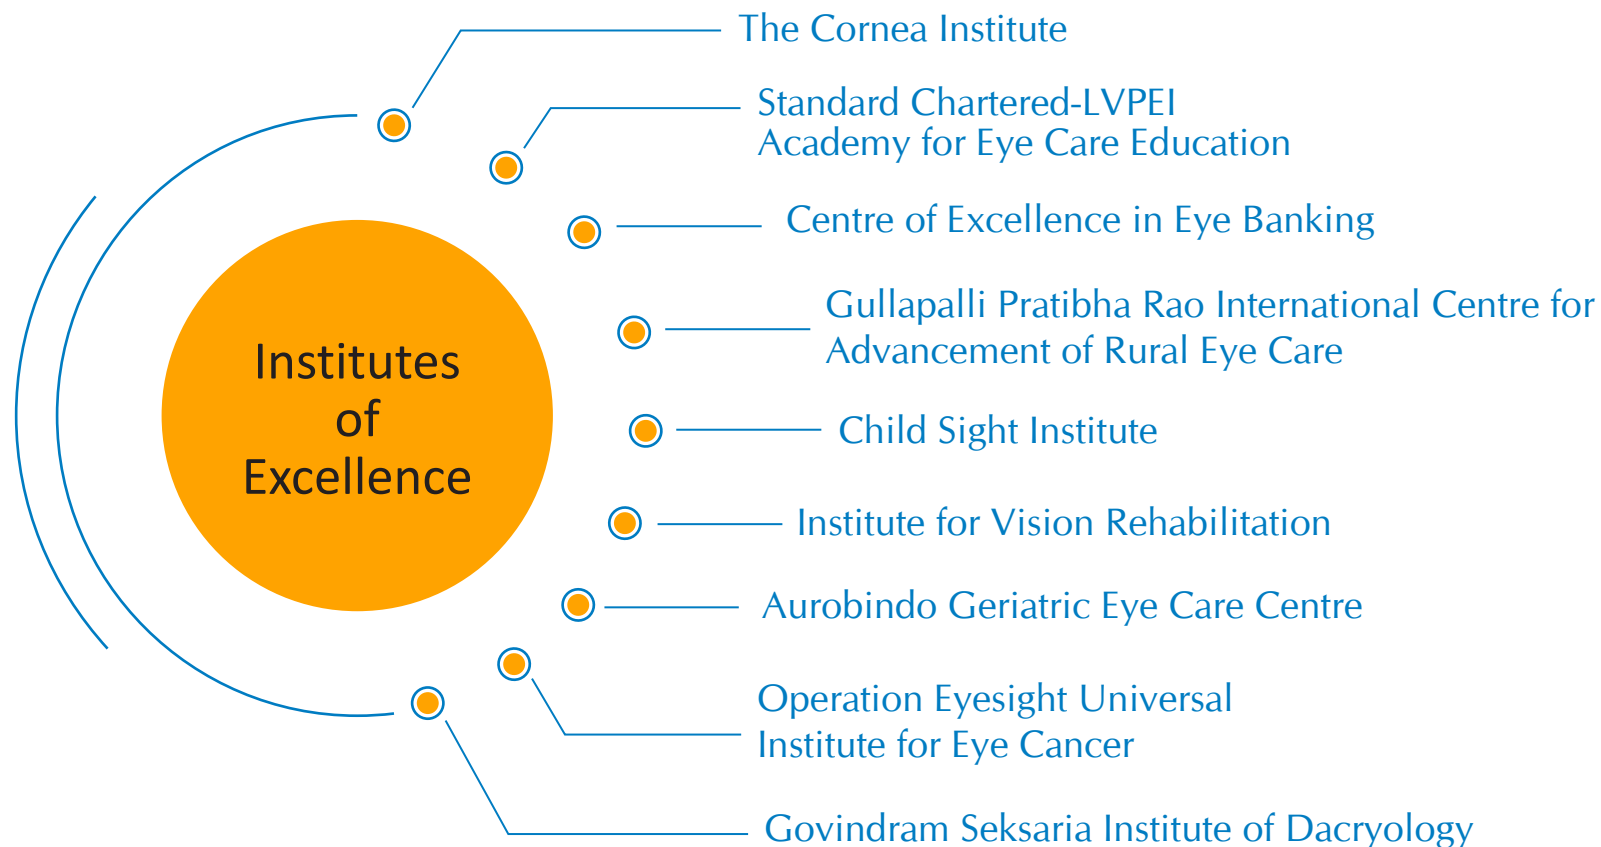 The Cornea Institute
Standard Chartered-LVPEI
Academy for Eye Care Education
Centre of Excellence in Eye Banking
Gullapalli Pratibha Rao International Centre for
Advancement of Rural Eye Care
Institutes
of
Excellence
Child Sight Institute
Institute for Vision Rehabilitation
Aurobindo Geriatric Eye Care Centre
Operation Eyesight Universal
Institute for Eye Cancer
Govindram Seksaria Institute of Dacryology